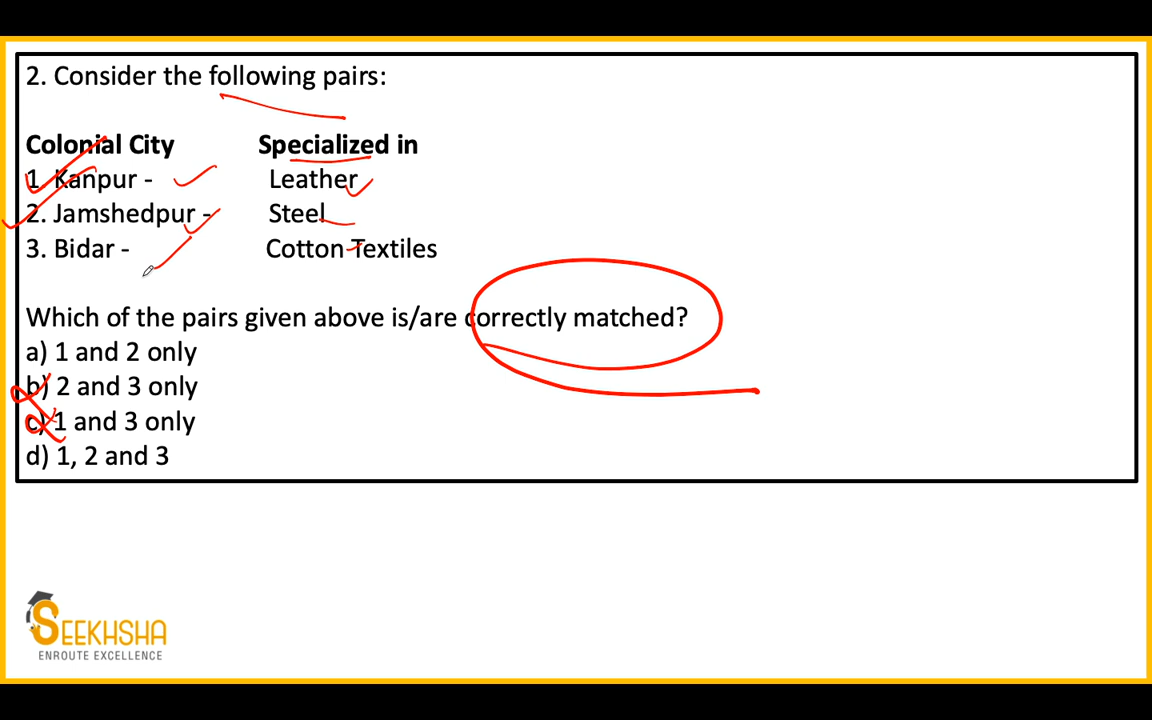 2. Consider the following pairs:
Colonial City Specialized in
1. Kanpur - Leather
2. Jamshedpur - Steel
3. Bidar - Cotton Textiles
Which of the pairs given above is/are correctly matched?
a) 1 and 2 only
b) 2 and 3 only
c) 1 and 3 only
d) 1, 2 and 3
SEEKHSHA
ENROUTE EXCELLENCE